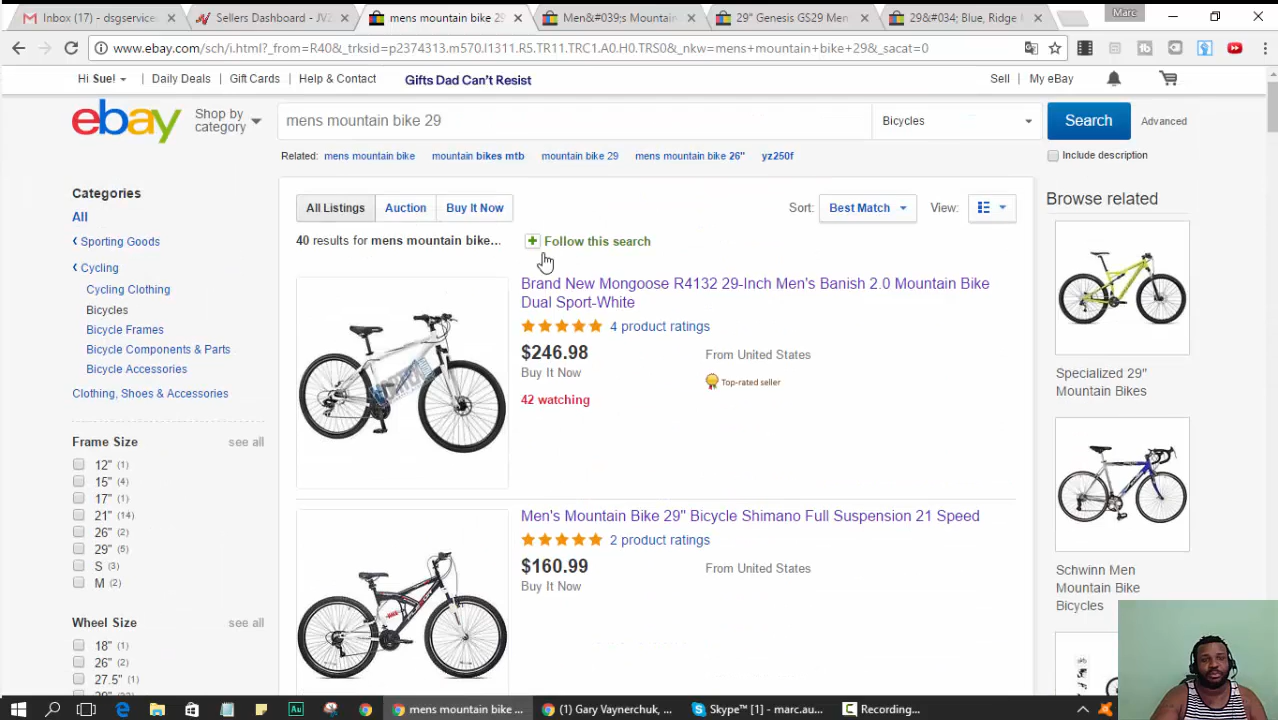 Inbox (17) - dsgservice
Sellers Dashboard - JV2
mens mountain bike 29
Men&#039;s Mountain
29" Genesis GS29 Men
29&#034; Blue, Ridge
Marc
www.ebay.com/sch/i.html?_from=R40&_trksid=p2374313.m570.l1311.R5.TR11.TRC1.A0.H0.TRS0&_nkw=mens+mountain+bike+29&_sacat=0
Hi Sue!
Daily Deals
Gift Cards
Help & Contact
Gifts Dad Can't Resist
Sell
My eBay
ebay
Shop by category
mens mountain bike 29
Bicycles
Search
Advanced
Related: mens mountain bike mountain bikes mtb mountain bike 29 mens mountain bike 26" yz250f
Include description
Categories
All
Sporting Goods
Cycling
Cycling Clothing
Bicycles
Bicycle Frames
Bicycle Components & Parts
Bicycle Accessories
Clothing, Shoes & Accessories
Frame Size
see all
12" (1)
15" (4)
17" (1)
21" (14)
26" (2)
29" (5)
S (3)
M (2)
Wheel Size
see all
18" (1)
26" (2)
27.5" (1)
All Listings
Auction
Buy It Now
Sort: Best Match
View:
40 results for mens mountain bike...
Follow this search
Brand New Mongoose R4132 29-Inch Men's Banish 2.0 Mountain Bike
Dual Sport-White
4 product ratings
$246.98
From United States
Buy It Now
Top-rated seller
42 watching
Men's Mountain Bike 29" Bicycle Shimano Full Suspension 21 Speed
2 product ratings
$160.99
From United States
Buy It Now
Browse related
Specialized 29"
Mountain Bikes
Schwinn Men
Mountain Bike
Bicycles
mens mountain bike ...
(1) Gary Vaynerchuk, ...
Skype™ [1] - marc.au...
Recording...